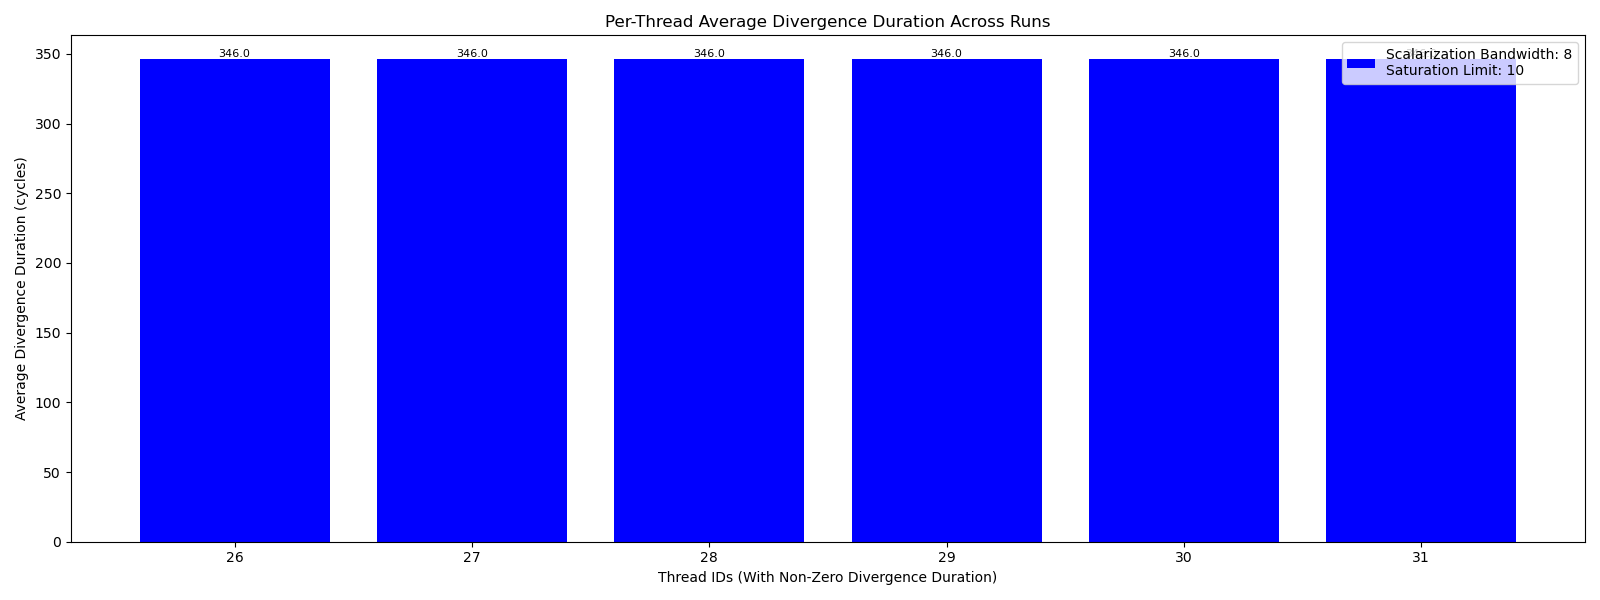 Per-Thread Average Divergence Duration Across Runs
346.0 346.0 346.0 346.0 346.0
Scalarization Bandwidth: 8
Saturation Limit: 10
Average Divergence Duration (cycles)
350
300
250
200
150
100
50
0
26 27 28 29 30 31
Thread IDs (With Non-Zero Divergence Duration)